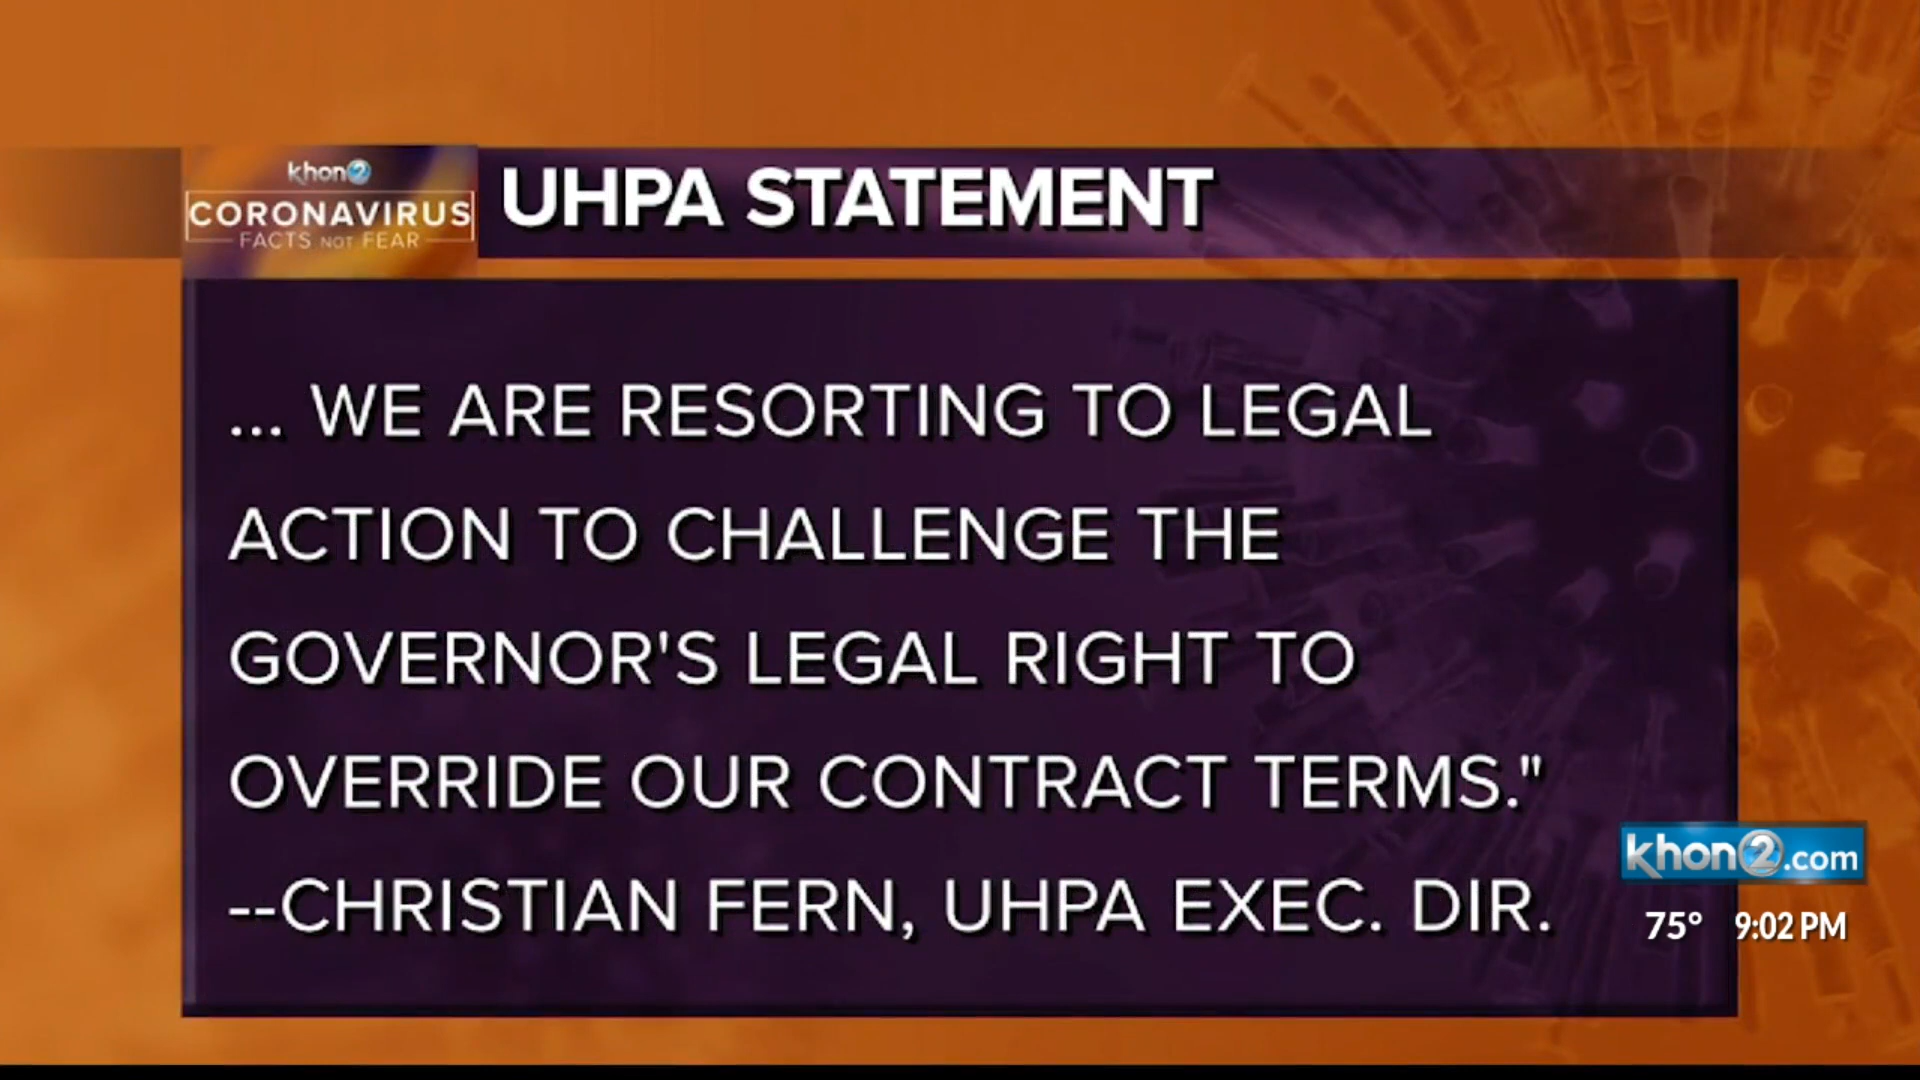 khon2
CORONAVIRUS
FACTS NOT FEAR
UHPA STATEMENT
... WE ARE RESORTING TO LEGAL
ACTION TO CHALLENGE THE
GOVERNOR'S LEGAL RIGHT TO
OVERRIDE OUR CONTRACT TERMS."
--CHRISTIAN FERN, UHPA EXEC. DIR.
khon2.com
75° 9:02 PM